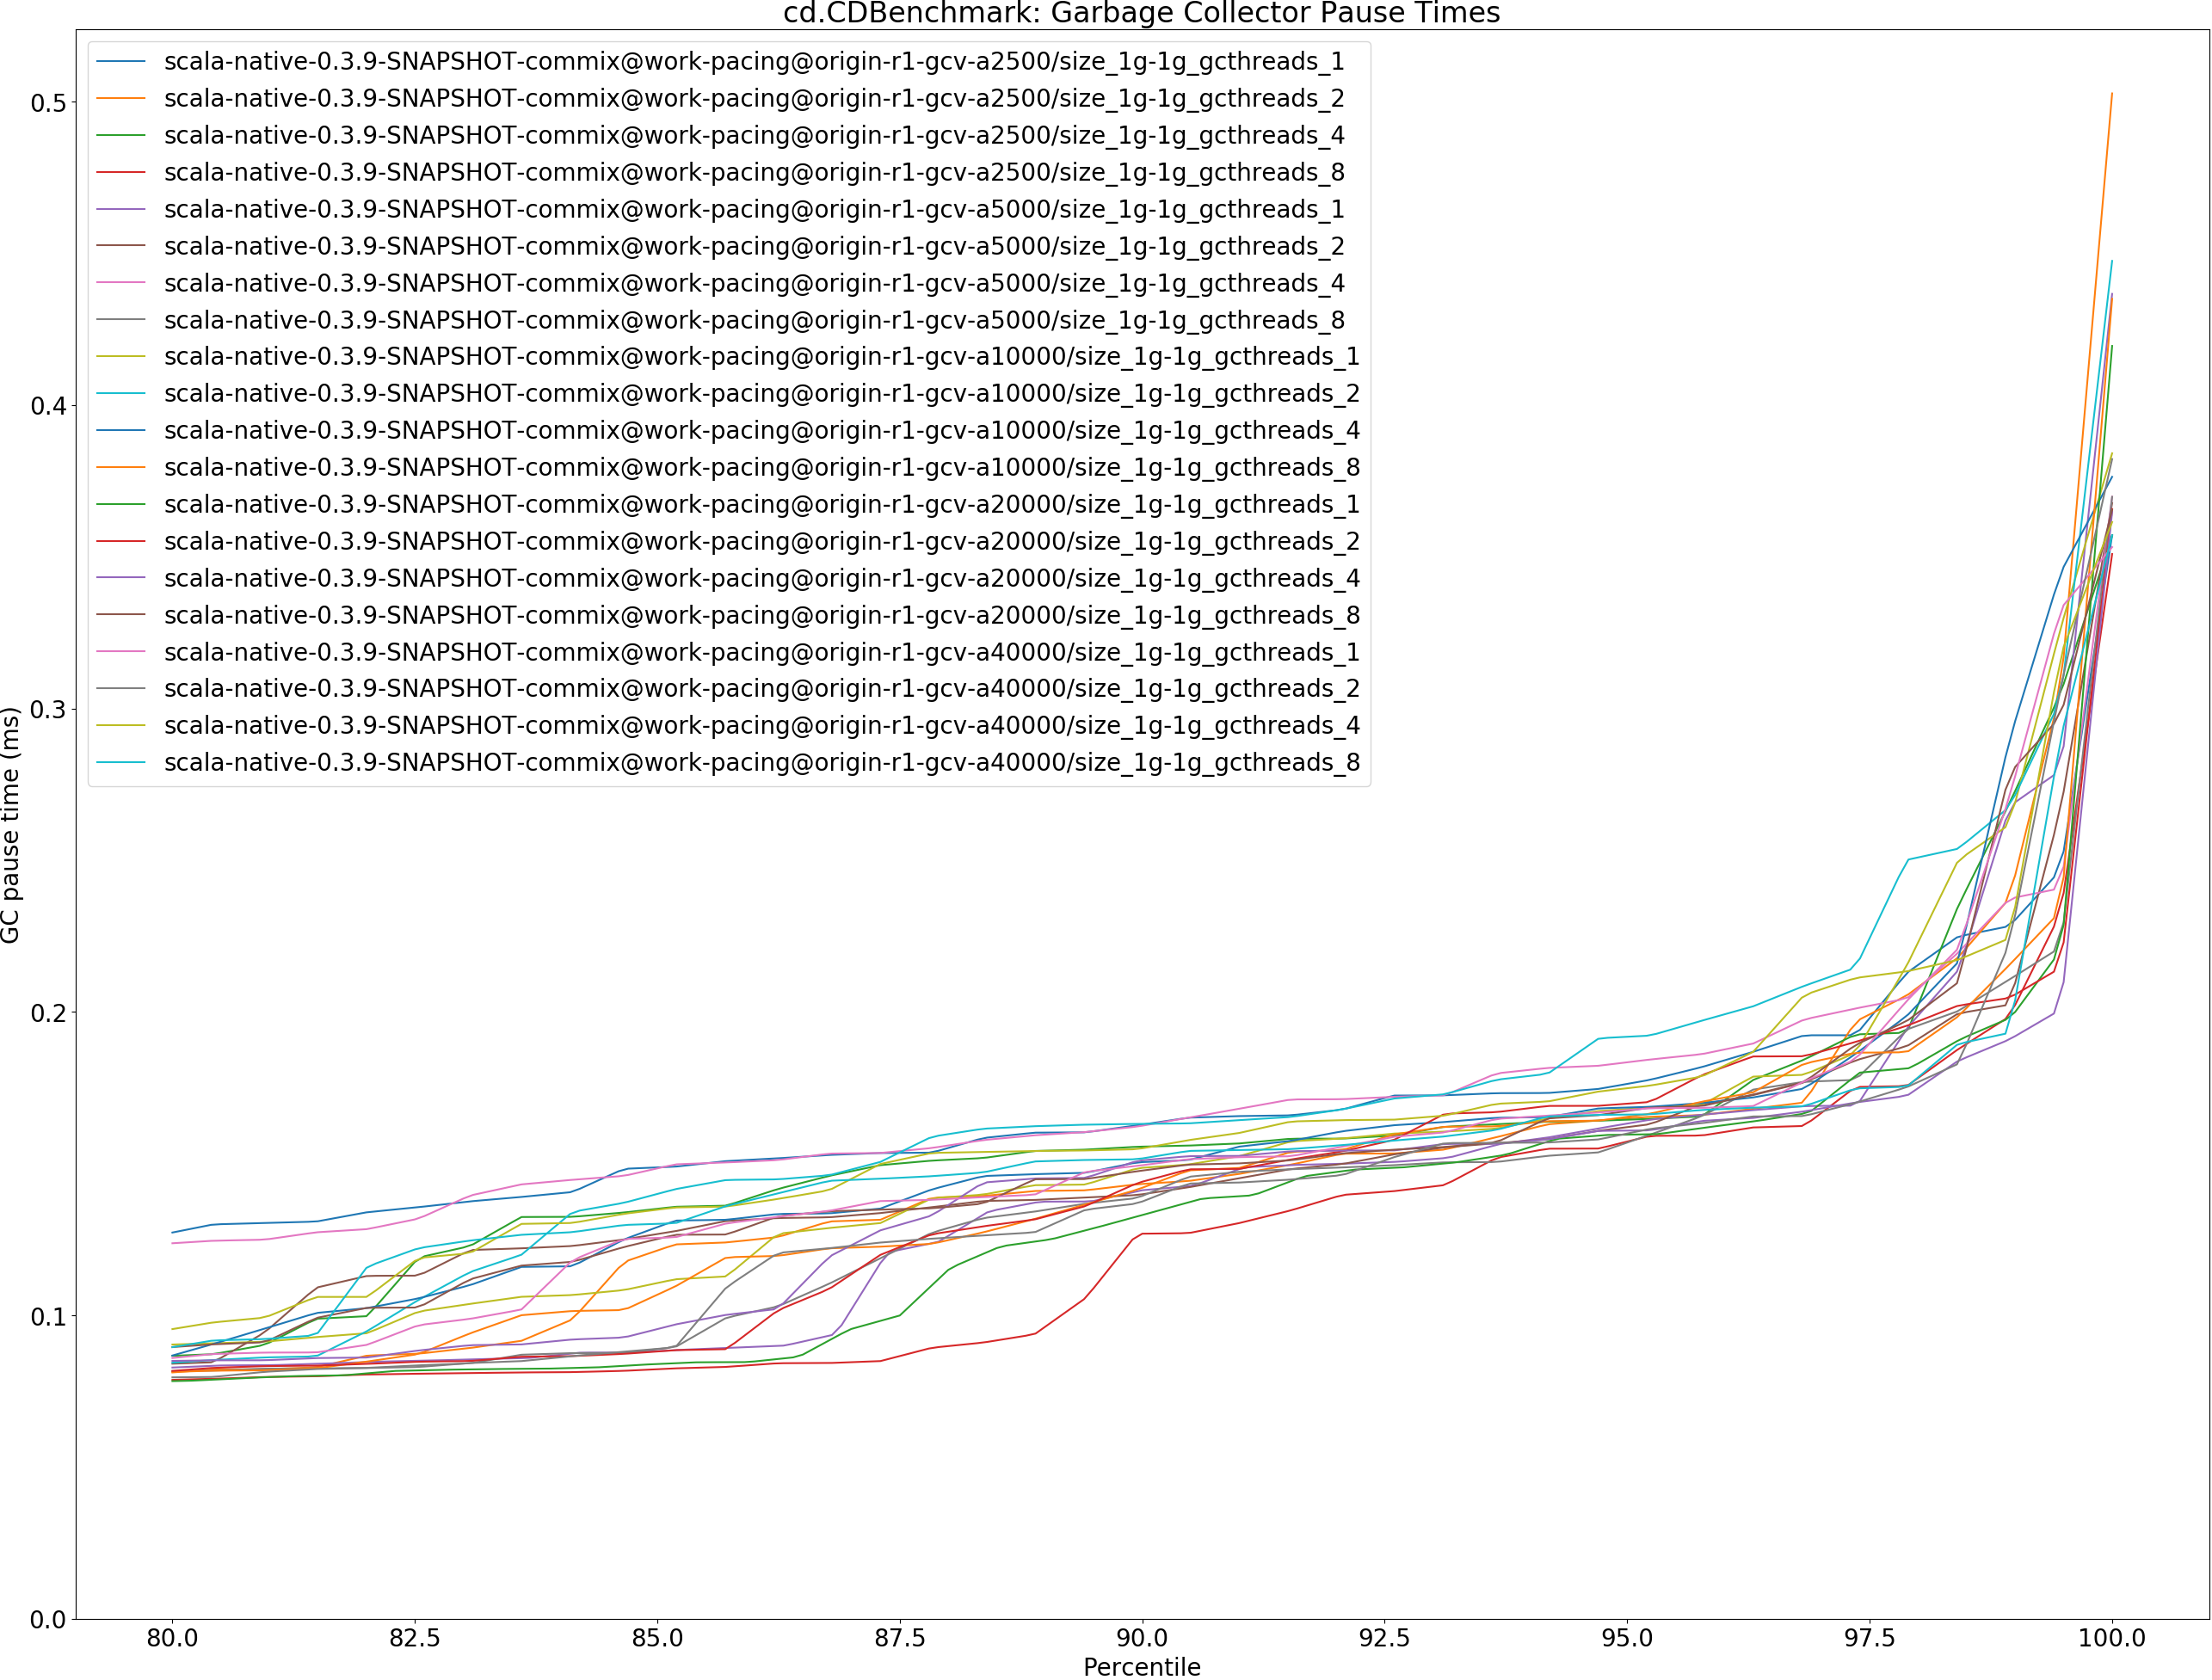 cd.CDBenchmark: Garbage Collector Pause Times
scala-native-0.3.9-SNAPSHOT-commix@work-pacing@origin-r1-gcv-a2500/size_1g-1g_gcthreads_1
scala-native-0.3.9-SNAPSHOT-commix@work-pacing@origin-r1-gcv-a2500/size_1g-1g_gcthreads_2
scala-native-0.3.9-SNAPSHOT-commix@work-pacing@origin-r1-gcv-a2500/size_1g-1g_gcthreads_4
scala-native-0.3.9-SNAPSHOT-commix@work-pacing@origin-r1-gcv-a2500/size_1g-1g_gcthreads_8
scala-native-0.3.9-SNAPSHOT-commix@work-pacing@origin-r1-gcv-a5000/size_1g-1g_gcthreads_1
scala-native-0.3.9-SNAPSHOT-commix@work-pacing@origin-r1-gcv-a5000/size_1g-1g_gcthreads_2
scala-native-0.3.9-SNAPSHOT-commix@work-pacing@origin-r1-gcv-a5000/size_1g-1g_gcthreads_4
scala-native-0.3.9-SNAPSHOT-commix@work-pacing@origin-r1-gcv-a5000/size_1g-1g_gcthreads_8
scala-native-0.3.9-SNAPSHOT-commix@work-pacing@origin-r1-gcv-a10000/size_1g-1g_gcthreads_1
scala-native-0.3.9-SNAPSHOT-commix@work-pacing@origin-r1-gcv-a10000/size_1g-1g_gcthreads_2
scala-native-0.3.9-SNAPSHOT-commix@work-pacing@origin-r1-gcv-a10000/size_1g-1g_gcthreads_4
scala-native-0.3.9-SNAPSHOT-commix@work-pacing@origin-r1-gcv-a10000/size_1g-1g_gcthreads_8
scala-native-0.3.9-SNAPSHOT-commix@work-pacing@origin-r1-gcv-a20000/size_1g-1g_gcthreads_1
scala-native-0.3.9-SNAPSHOT-commix@work-pacing@origin-r1-gcv-a20000/size_1g-1g_gcthreads_2
scala-native-0.3.9-SNAPSHOT-commix@work-pacing@origin-r1-gcv-a20000/size_1g-1g_gcthreads_4
scala-native-0.3.9-SNAPSHOT-commix@work-pacing@origin-r1-gcv-a20000/size_1g-1g_gcthreads_8
scala-native-0.3.9-SNAPSHOT-commix@work-pacing@origin-r1-gcv-a40000/size_1g-1g_gcthreads_1
scala-native-0.3.9-SNAPSHOT-commix@work-pacing@origin-r1-gcv-a40000/size_1g-1g_gcthreads_2
scala-native-0.3.9-SNAPSHOT-commix@work-pacing@origin-r1-gcv-a40000/size_1g-1g_gcthreads_4
scala-native-0.3.9-SNAPSHOT-commix@work-pacing@origin-r1-gcv-a40000/size_1g-1g_gcthreads_8
GC pause time (ms)
0.5
0.4
0.3
0.2
0.1
0.0
80.0 82.5 85.0 87.5 90.0 92.5 95.0 97.5 100.0
Percentile